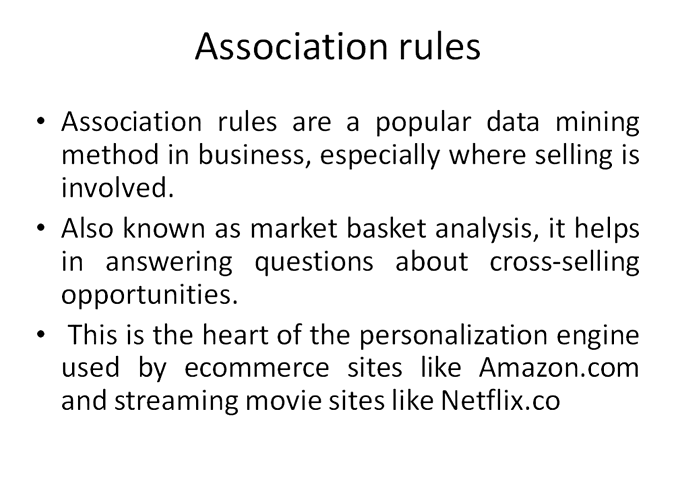 Association rules
• Association rules are a popular data mining
method in business, especially where selling is
involved.
• Also known as market basket analysis, it helps
in answering questions about cross-selling
opportunities.
• This is the heart of the personalization engine
used by ecommerce sites like Amazon.com
and streaming movie sites like Netflix.co